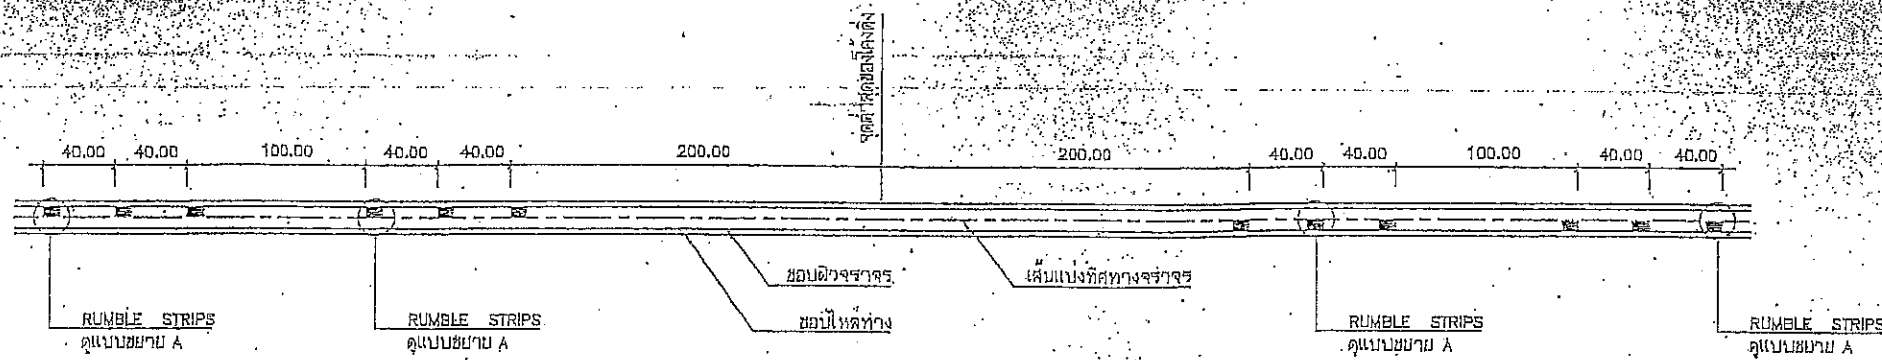 จุดต่ำสุดของโค้งดิ่ง
40.00 40.00 100.00 40.00 40.00 200.00 200.00 40.00 40.00 100.00 40.00 40.00
ขอบผิวจราจร
เส้นแบ่งทิศทางจราจร
ขอบไหล่ทาง
RUMBLE STRIPS
ดูแบบขยาย A
RUMBLE STRIPS
ดูแบบขยาย A
RUMBLE STRIPS
ดูแบบขยาย A
RUMBLE STRIPS
ดูแบบขยาย A